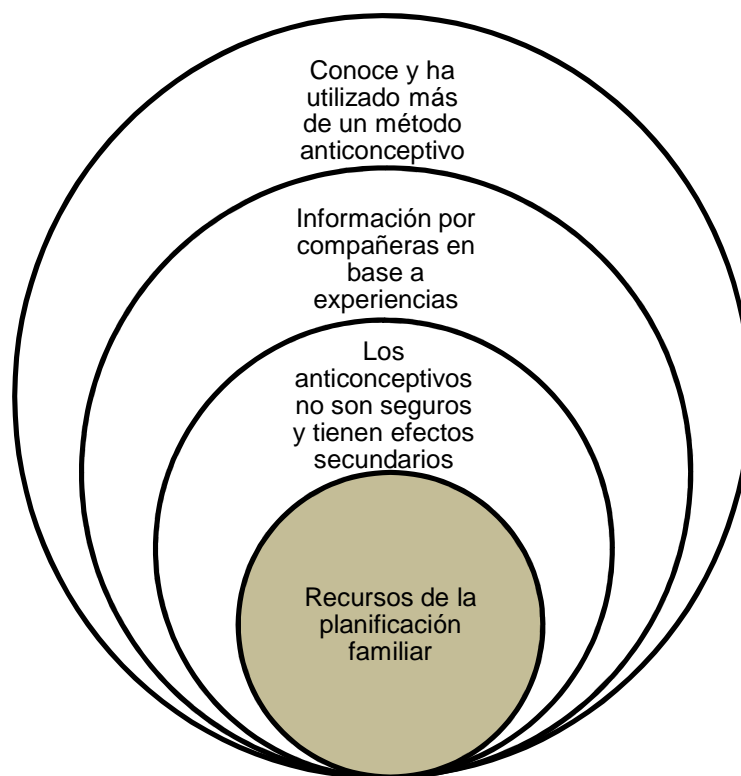 Conoce y ha
utilizado más
de un método
anticonceptivo
Información por
compañeras en
base a
experiencias
Los
anticonceptivos
no son seguros
y tienen efectos
secundarios
Recursos de la
planificación
familiar